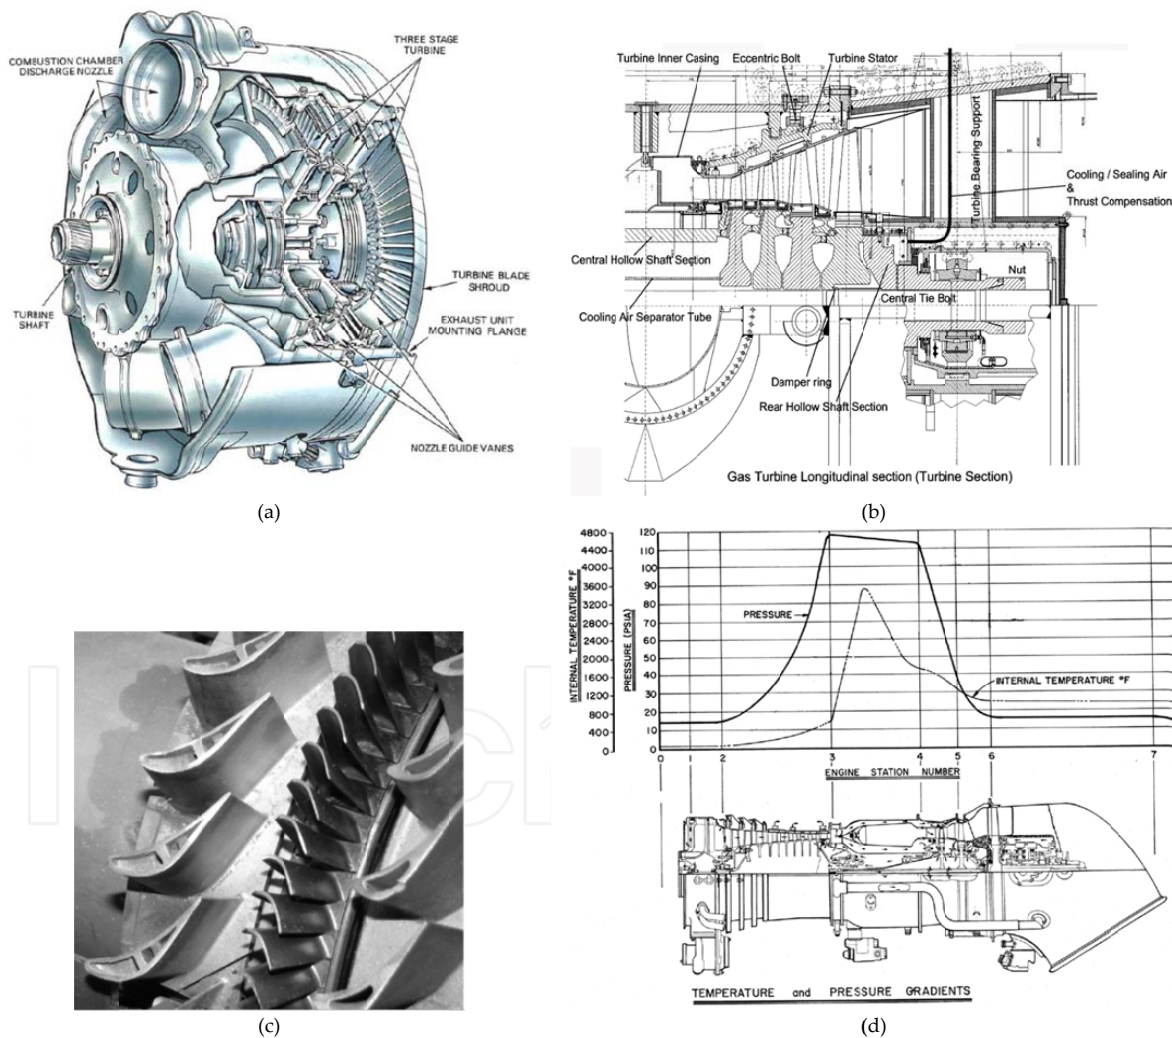 COMBUSTION CHAMBER
DISCHARGE NOZZLE
THREE STAGE
TURBINE
TURBINE BLADE
SHROUD
TURBINE
SHAFT
EXHAUST UNIT
MOUNTING FLANGE
NOZZLE GUIDE VANES
(a)
Turbine Inner Casing
Eccentric Bolt
Turbine Stator
Turbine Bearing Support
Cooling / Sealing Air
&
Thrust Compensation
Central Hollow Shaft Section
Nut
Central Tie Bolt
Cooling Air Separator Tube
Damper ring
Rear Hollow Shaft Section
Gas Turbine Longitudinal section (Turbine Section)
(b)
(c)
INTERNAL TEMPERATURE °F
4800
4400
3600
3200
2800
2000
1600
1200
800
400
0
PRESSURE (PSIA)
120
110
100
90
80
70
60
50
40
30
20
10
0
PRESSURE
INTERNAL TEMPERATURE °F
0 1 2 3 4 5 6 7
ENGINE STATION NUMBER
TEMPERATURE and PRESSURE GRADIENTS
(d)